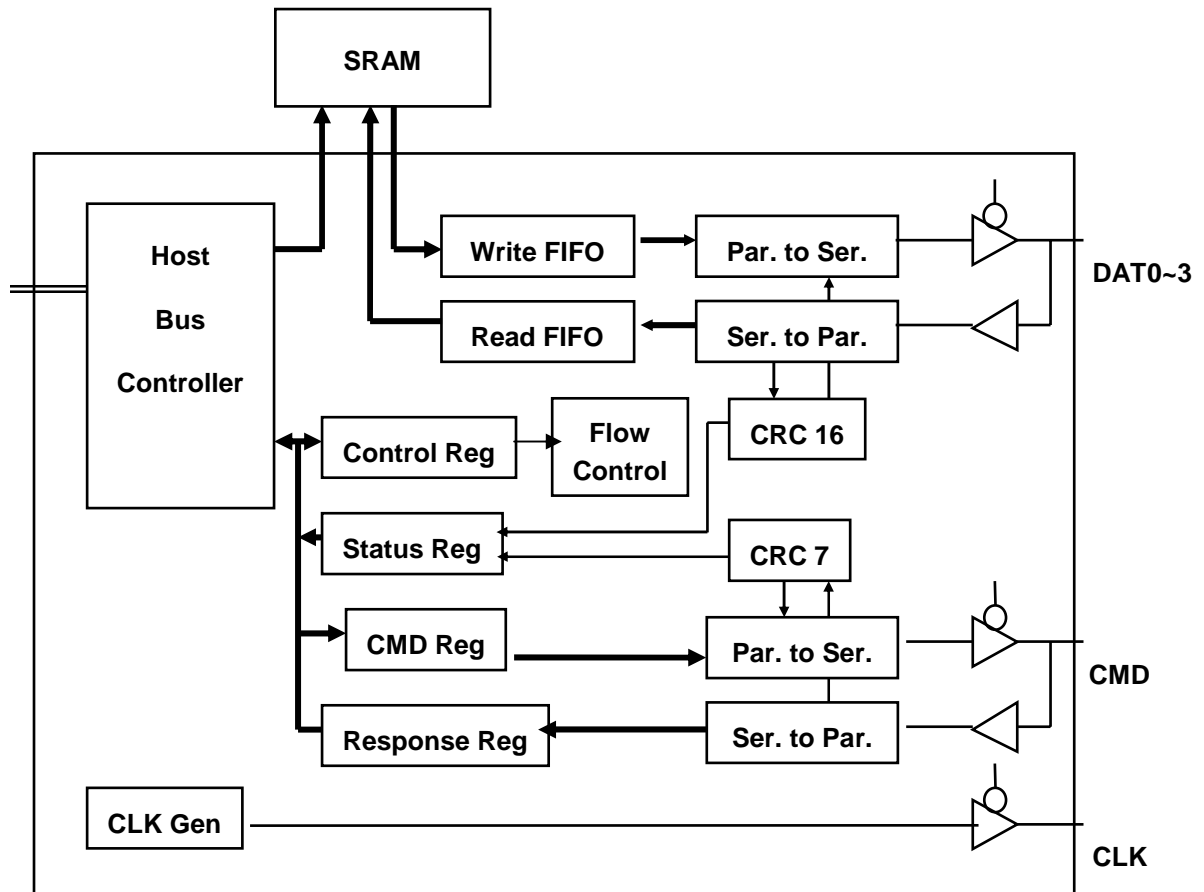 SRAM
Host
Bus
Controller
Write FIFO
Par. to Ser.
DAT0~3
Read FIFO
Ser. to Par.
Control Reg
Flow
Control
CRC 16
Status Reg
CRC 7
CMD Reg
Par. to Ser.
CMD
Response Reg
Ser. to Par.
CLK Gen
CLK